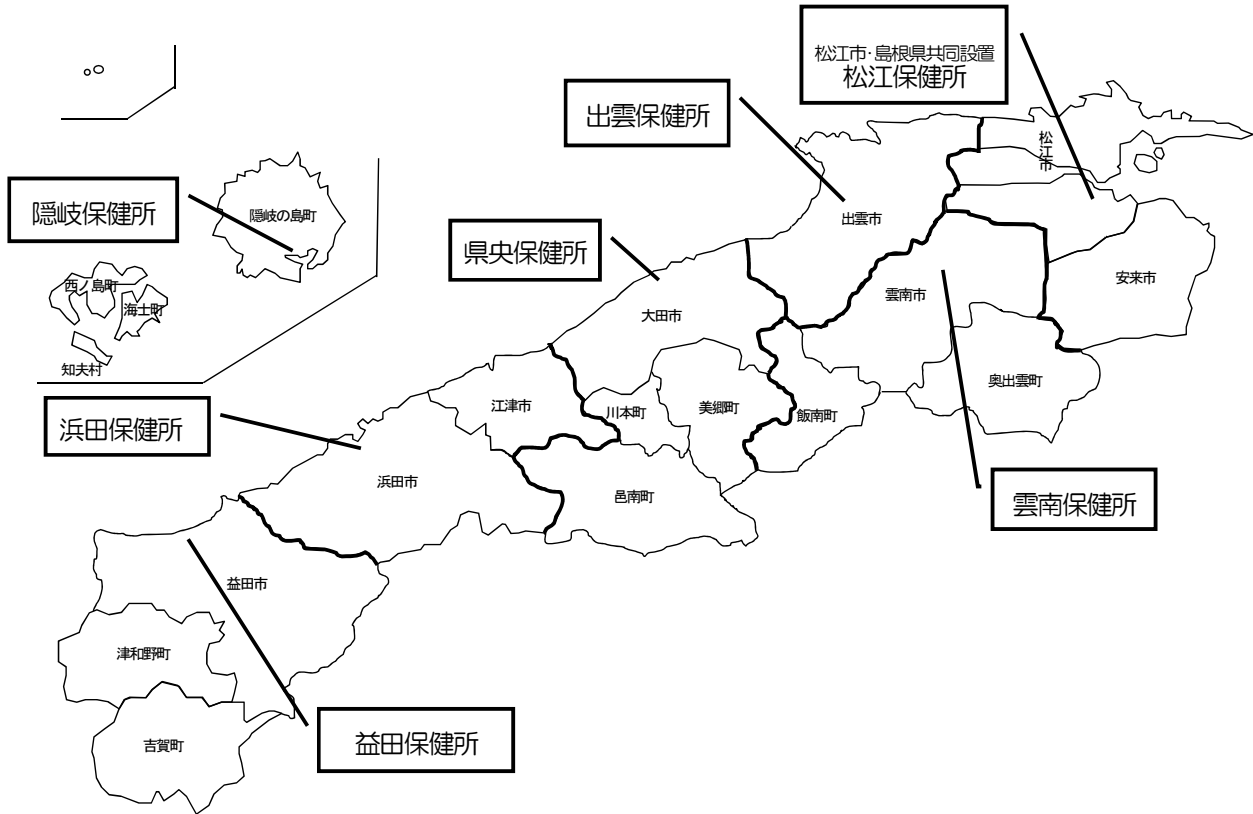 松江市・島根県共同設置
松江保健所
出雲保健所
松江市
隠岐保健所
隠岐の島町
出雲市
県央保健所
安来市
西ノ島町
海士町
雲南市
大田市
知夫村
奥出雲町
浜田保健所
江津市
川本町
美郷町
飯南町
浜田市
邑南町
雲南保健所
益田市
津和野町
益田保健所
吉賀町